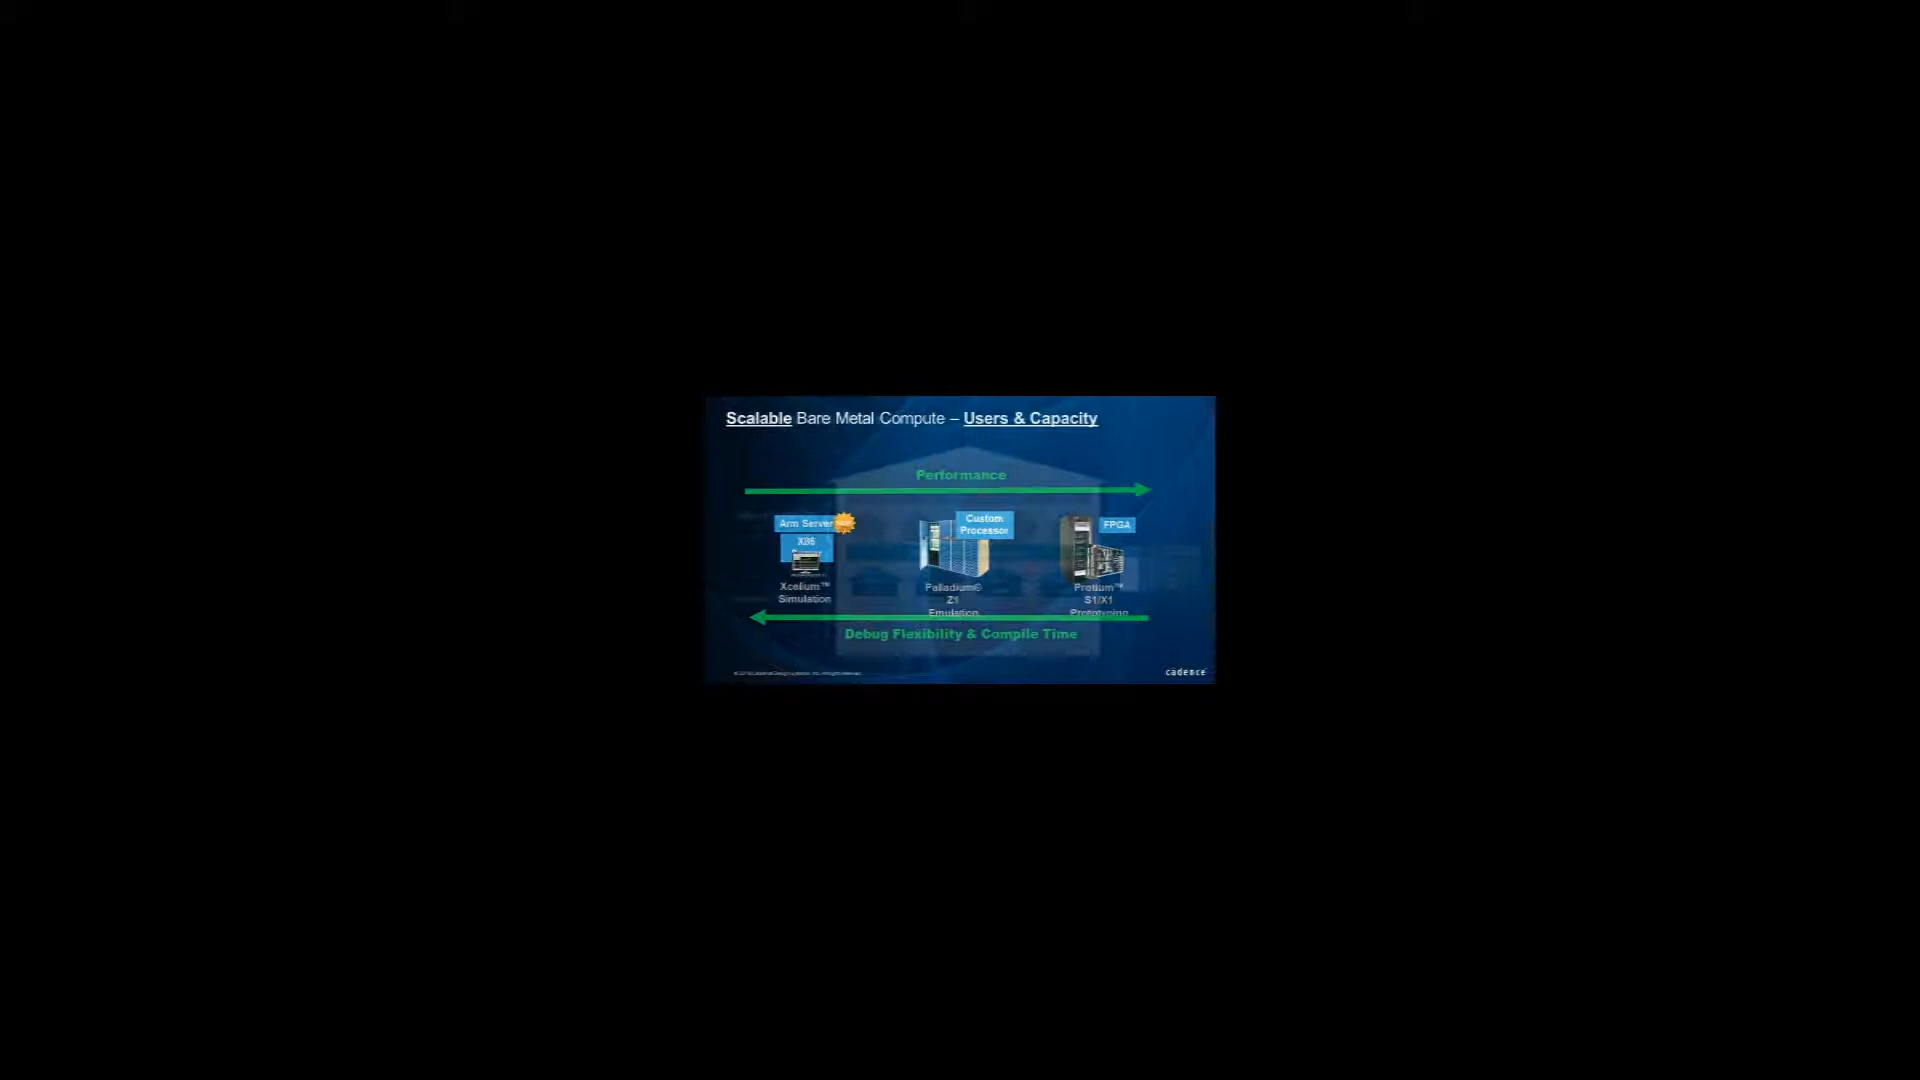 Scalable Bare Metal Compute – Users & Capacity
Performance
Arm Server
X86
Xcelium™
Simulation
Custom
Processor
Palladium®
Z1
Emulation
FPGA
Protium™
S1/X1
Prototyping
Debug Flexibility & Compile Time
cadence